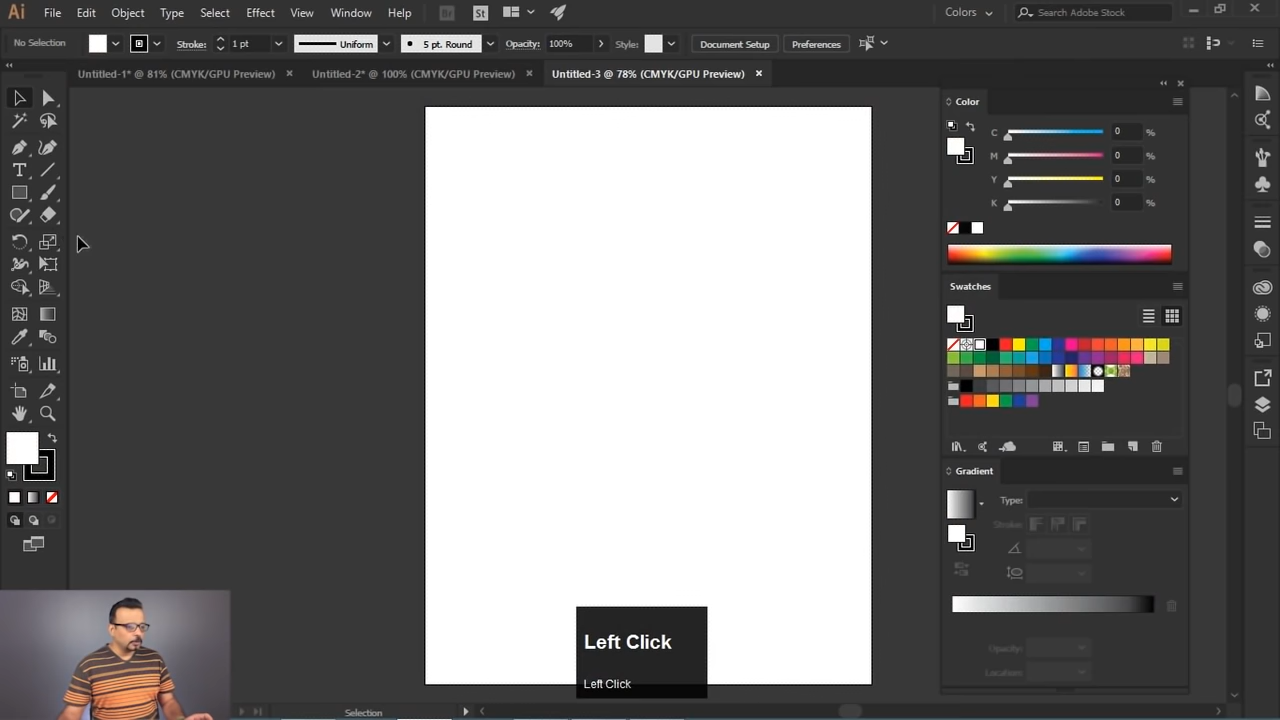 Ai File Edit Object Type Select Effect View Window Help Br St Colors Search Adobe Stock
No Selection Stroke: 1 pt Uniform 5 pt. Round Opacity: 100% Style: Document Setup Preferences
Untitled-1* @ 81% (CMYK/GPU Preview) Untitled-2* @ 100% (CMYK/GPU Preview) Untitled-3 @ 78% (CMYK/GPU Preview)
Color
C 0 %
M 0 %
Y 0 %
K 0 %
Swatches
Gradient
Type:
Stroke:
Opacity:
Location:
Left Click
Left Click
Selection